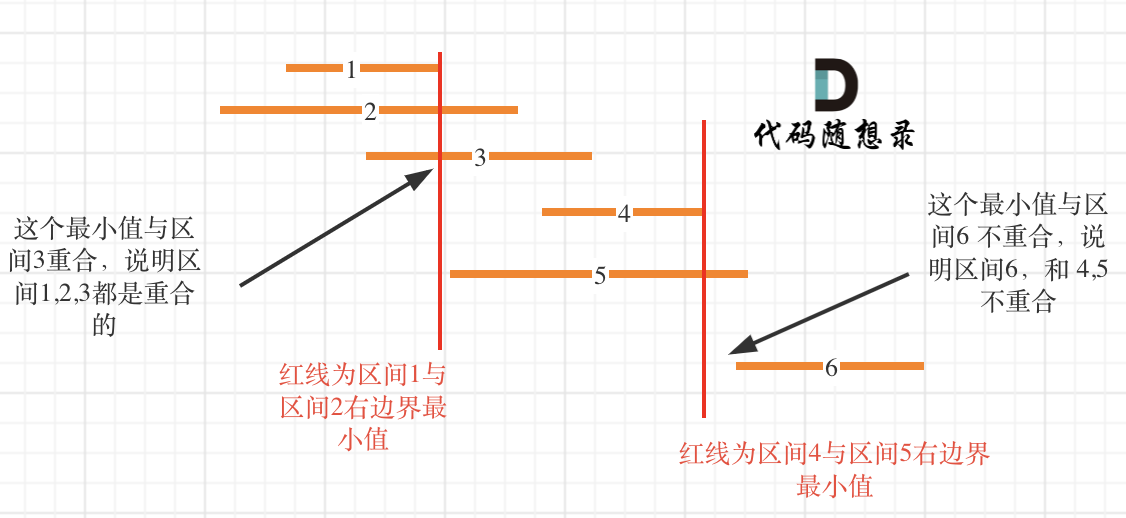 1
2
3
代码随想录
4
5
6
这个最小值与区
间3重合，说明区
间1,2,3都是重合
的
这个最小值与区
间6 不重合，说
明区间6，和 4,5
不重合
红线为区间1与
区间2右边界最
小值
红线为区间4与区间5右边界
最小值